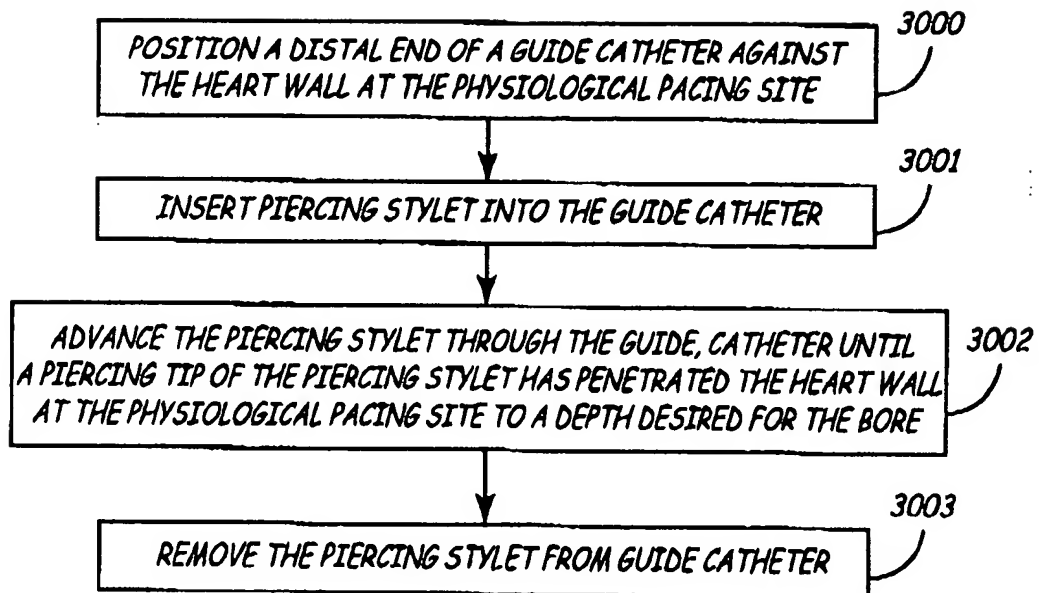 3000
POSITION A DISTAL END OF A GUIDE CATHETER AGAINST
THE HEART WALL AT THE PHYSIOLOGICAL PACING SITE
3001
INSERT PIERCING STYLET INTO THE GUIDE CATHETER
ADVANCE THE PIERCING STYLET THROUGH THE GUIDE, CATHETER UNTIL
3002
A PIERCING TIP OF THE PIERCING STYLET HAS PENETRATED THE HEART WALL
AT THE PHYSIOLOGICAL PACING SITE TO A DEPTH DESIRED FOR THE BORE
3003
REMOVE THE PIERCING STYLET FROM GUIDE CATHETER